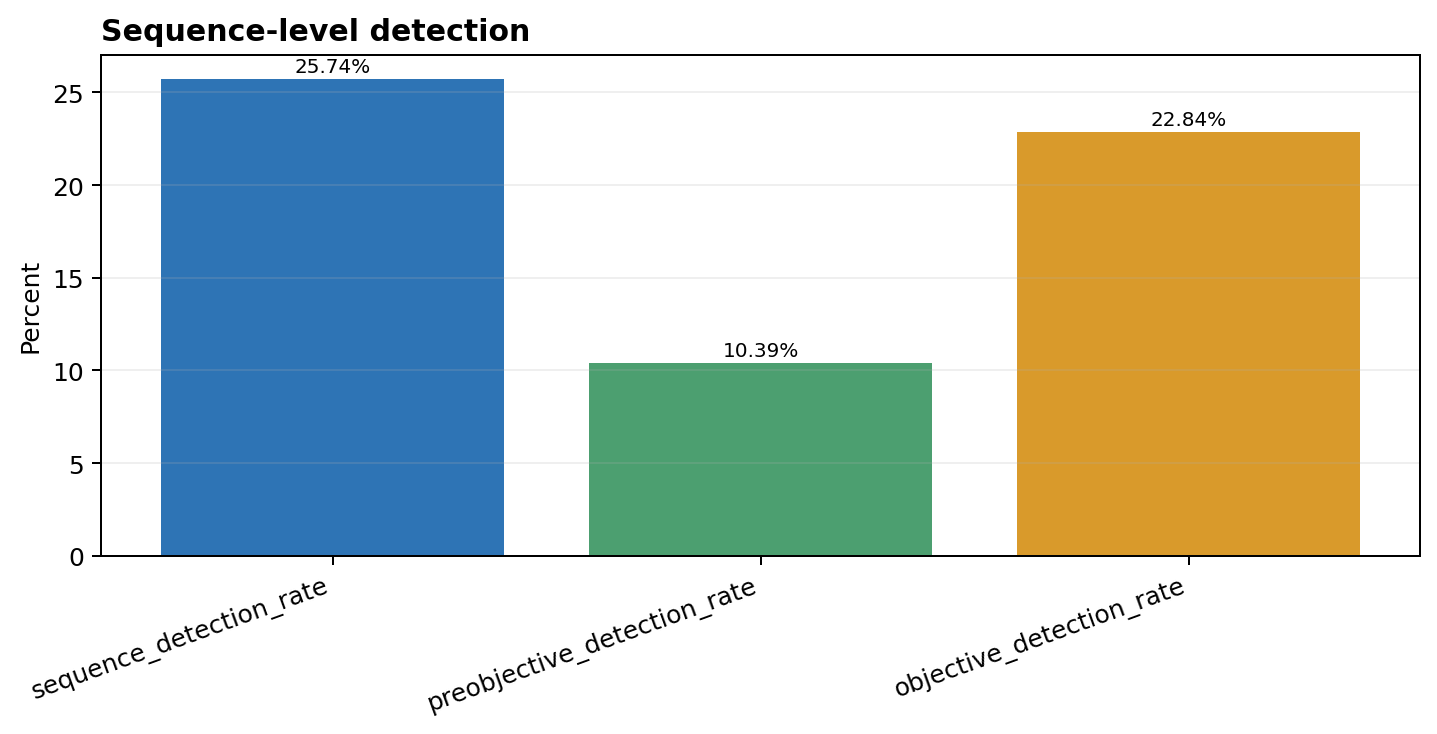 Sequence-level detection
25.74%
22.84%
10.39%
Percent
25
20
15
10
5
0
sequence_detection_rate
preobjective_detection_rate
objective_detection_rate